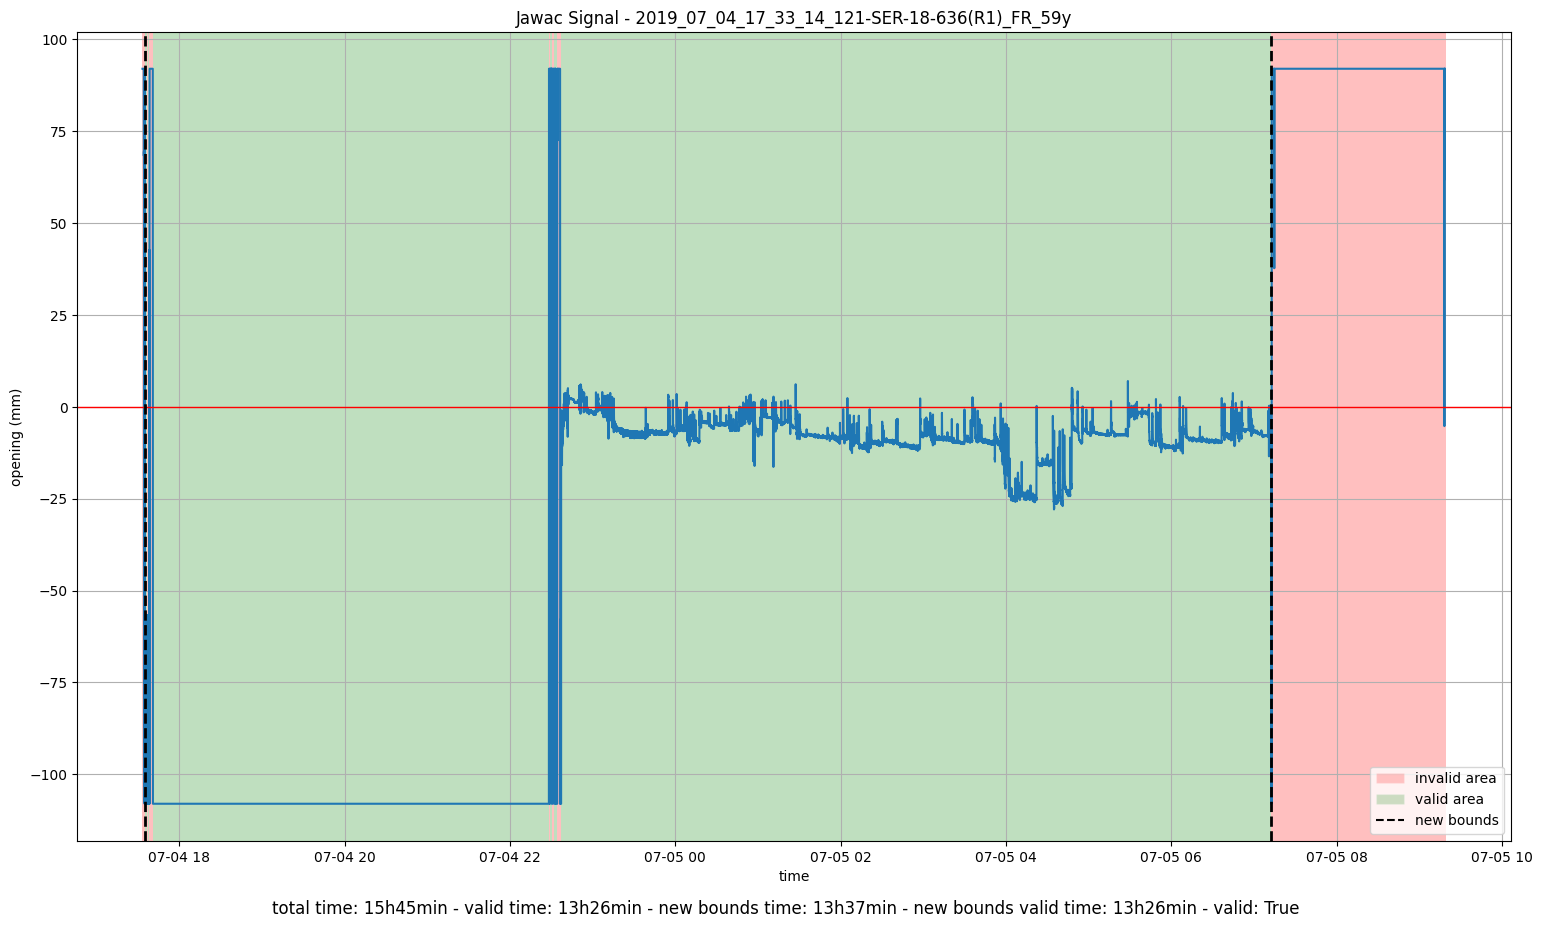 Jawac Signal - 2019_07_04_17_33_14_121-SER-18-636(R1)_FR_59y
100
75
50
25
0
−25
−50
−75
−100
opening (mm)
invalid area
valid area
new bounds
07-04 18
07-04 20
07-04 22
07-05 00
07-05 02
07-05 04
07-05 06
07-05 08
07-05 10
time
total time: 15h45min - valid time: 13h26min - new bounds time: 13h37min - new bounds valid time: 13h26min - valid: True